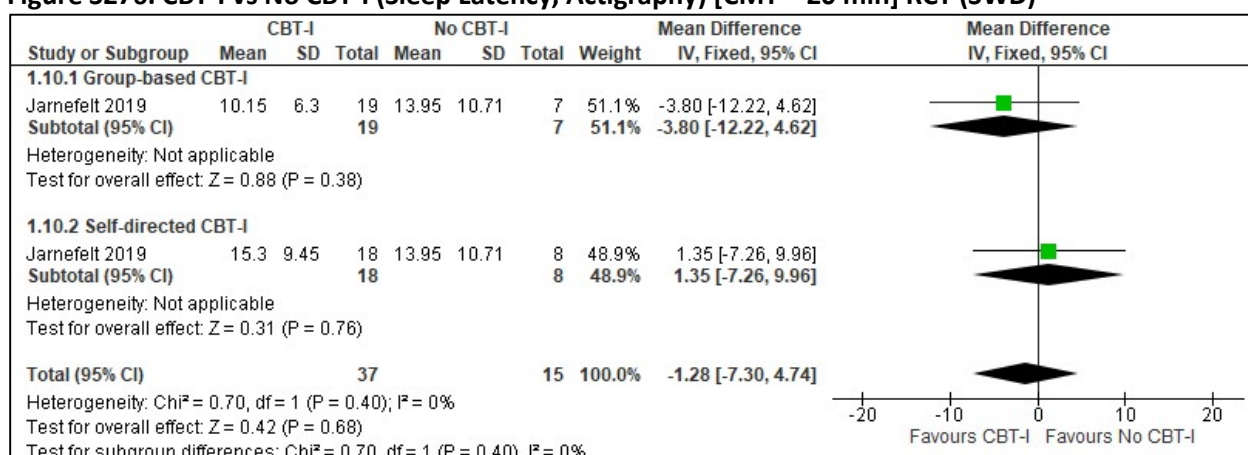 Figure CBT-I vs No CBT-I (Sleep Latency, Actigraphy) 20 min] RCT (SWD)
CBT-I No CBT-I Mean Difference Mean Difference
Study or Subgroup Mean SD Total Mean SD Total Weight IV, Fixed, 95% CI IV, Fixed, 95% CI
1.10.1 Group-based CBT-I
Jarnefelt 2019 10.15 6.3 19 13.95 10.71 7 51.1% -3.80 [-12.22, 4.62]
Subtotal (95% CI) 19 7 51.1% -3.80 [-12.22, 4.62]
Heterogeneity: Not applicable
Test for overall effect: Z = 0.88 (P = 0.38)
1.10.2 Self-directed CBT-I
Jarnefelt 2019 15.3 9.45 18 13.95 10.71 8 48.9% 1.35 [-7.26, 9.96]
Subtotal (95% CI) 18 8 48.9% 1.35 [-7.26, 9.96]
Heterogeneity: Not applicable
Test for overall effect: Z = 0.31 (P = 0.76)
Total (95% CI) 37 15 100.0% -1.28 [-7.30, 4.74]
Heterogeneity: Chi² = 0.70, df = 1 (P = 0.40); I² = 0%
Test for overall effect: Z = 0.42 (P = 0.68)
Test for subgroup differences: Chi² = 0.70, df = 1 (P = 0.40), I² = 0%
-20 -10 0 10 20
Favours CBT-I Favours No CBT-I